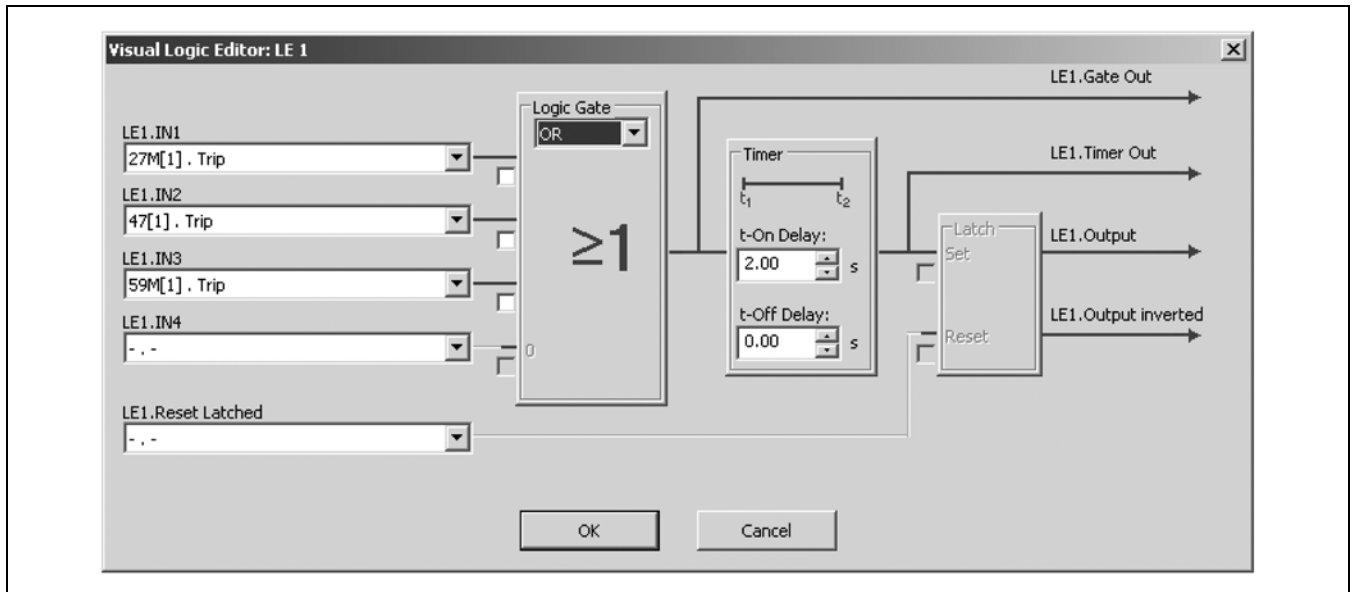 Visual Logic Editor: LE 1
LE1.Gate Out
Logic Gate
OR
LE1.IN1
27M[1] . Trip
LE1.Timer Out
Timer
t1 t2
LE1.IN2
47[1] . Trip
≥1
t-On Delay:
2.00 s
Latch
Set
LE1.Output
LE1.IN3
59M[1] . Trip
LE1.IN4
- . -
0
t-Off Delay:
0.00 s
Reset
LE1.Output inverted
LE1.Reset Latched
- . -
OK
Cancel